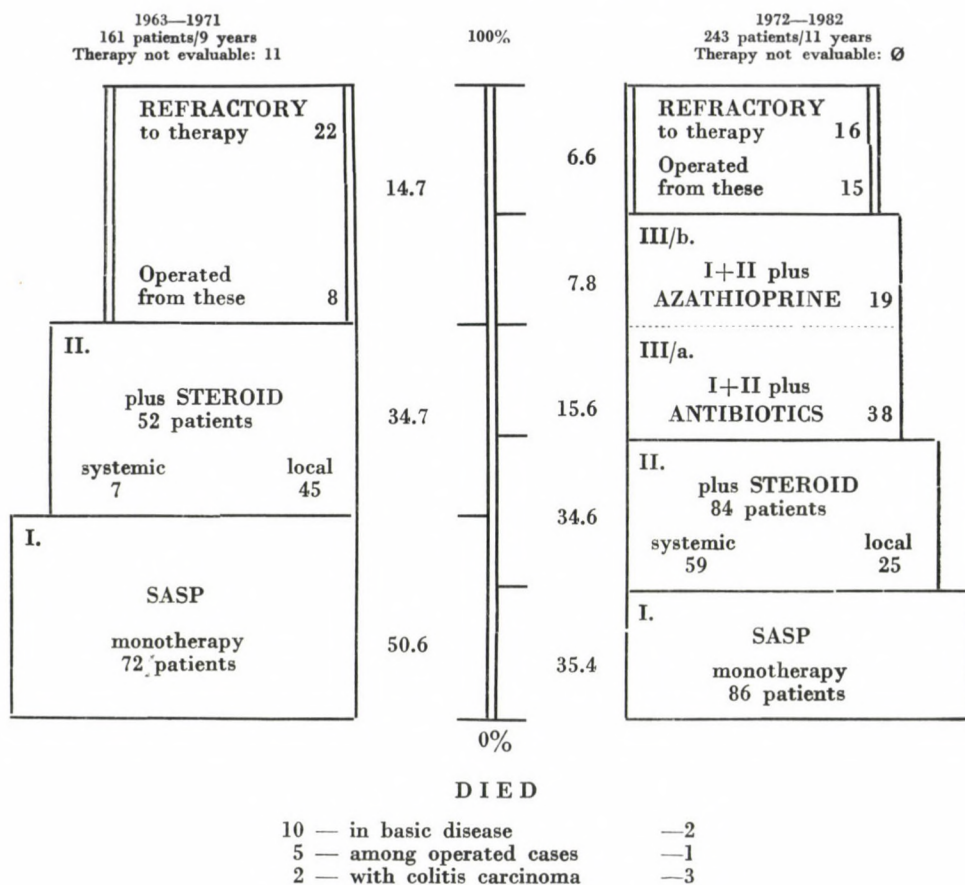 1963—1971
161 patients/9 years
Therapy not evaluable: 11
REFRACTORY
to therapy 22
Operated
from these 8
II.
plus STEROID
52 patients
systemic local
7 45
I.
SASP
monotherapy
72 patients
14.7
34.7
50.6
100%
0%
6.6
7.8
15.6
34.6
35.4
1972—1982
243 patients/11 years
Therapy not evaluable: Ø
REFRACTORY
to therapy 16
Operated
from these 15
III/b.
I+II plus
AZATHIOPRINE 19
III/a.
I+II plus
ANTIBIOTICS 38
II.
plus STEROID
84 patients
systemic local
59 25
I.
SASP
monotherapy
86 patients
DIED
10 — in basic disease —2
5 — among operated cases —1
2 — with colitis carcinoma —3